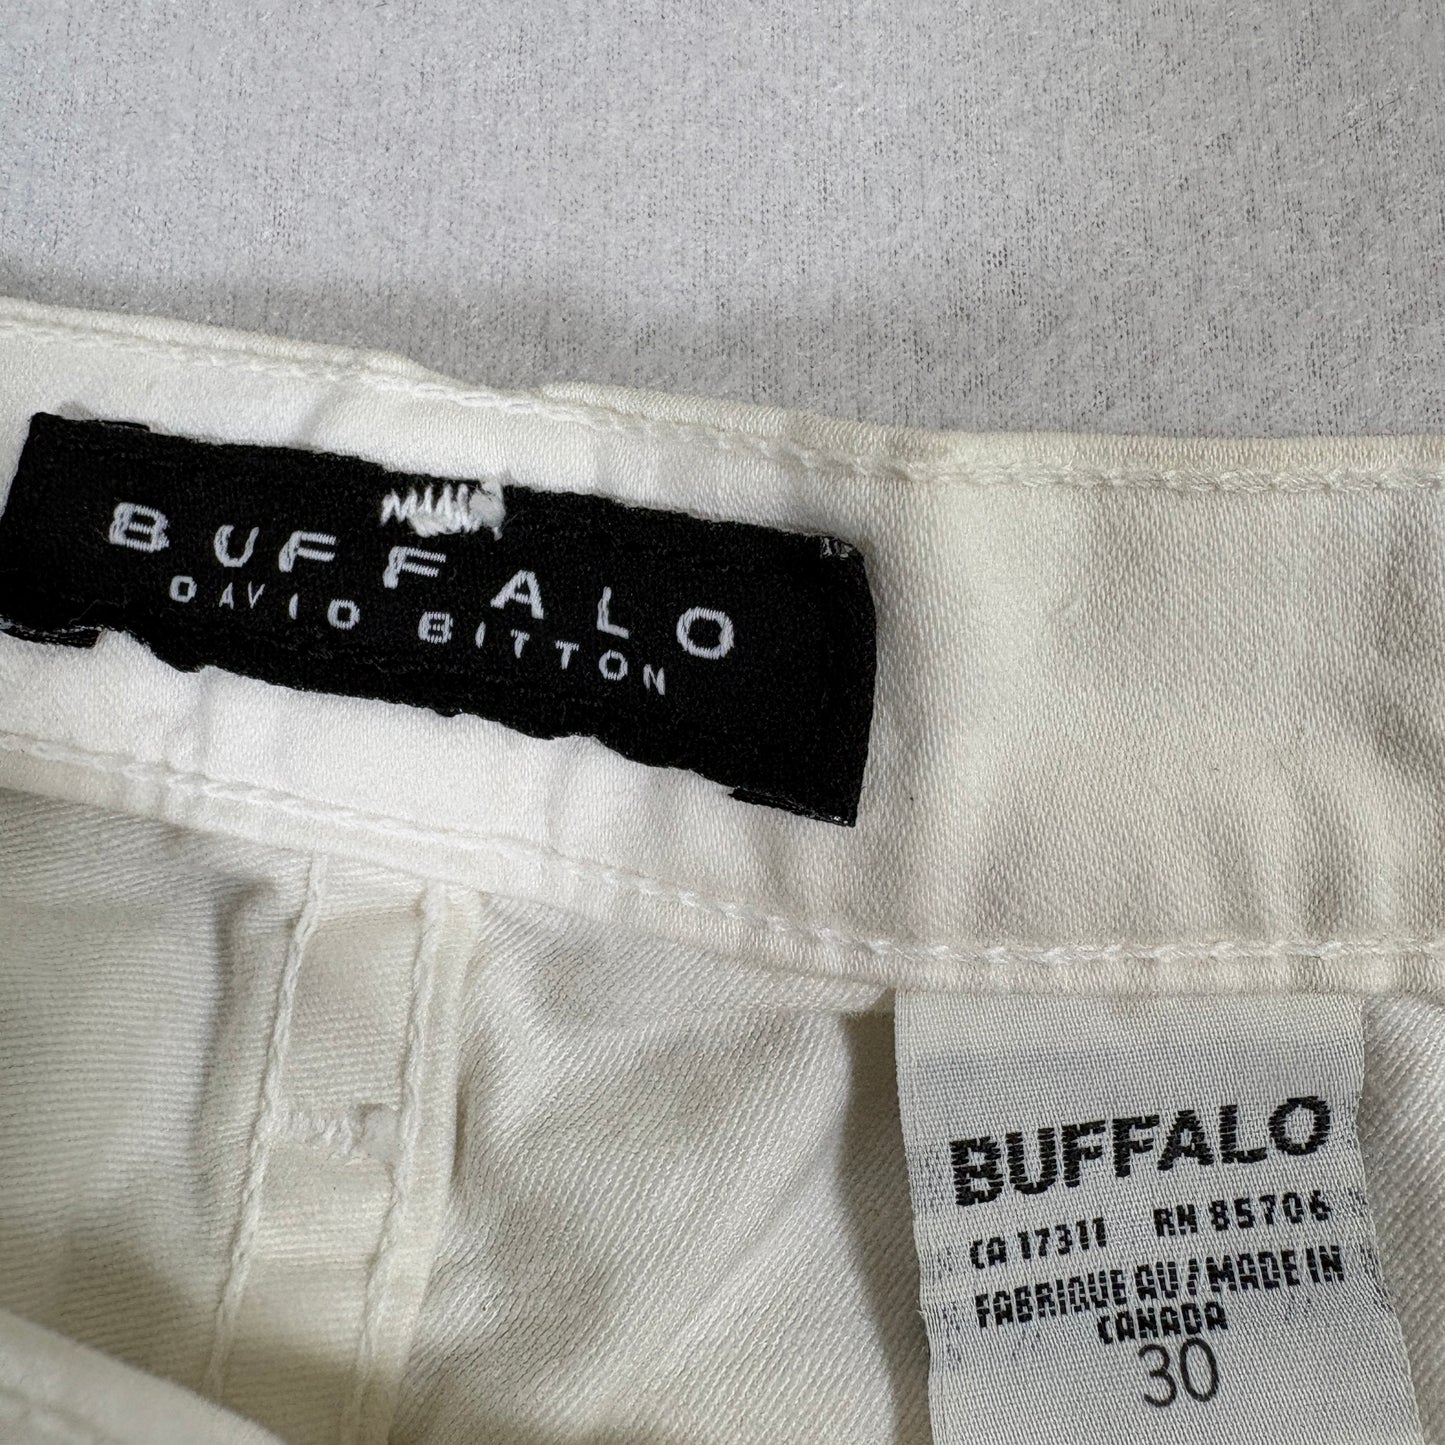 BUFFALO
DAVID BITTON
BUFFALO
CA 17311 RN 85706
FABRIQUE AU/MADE IN
CANADA
30